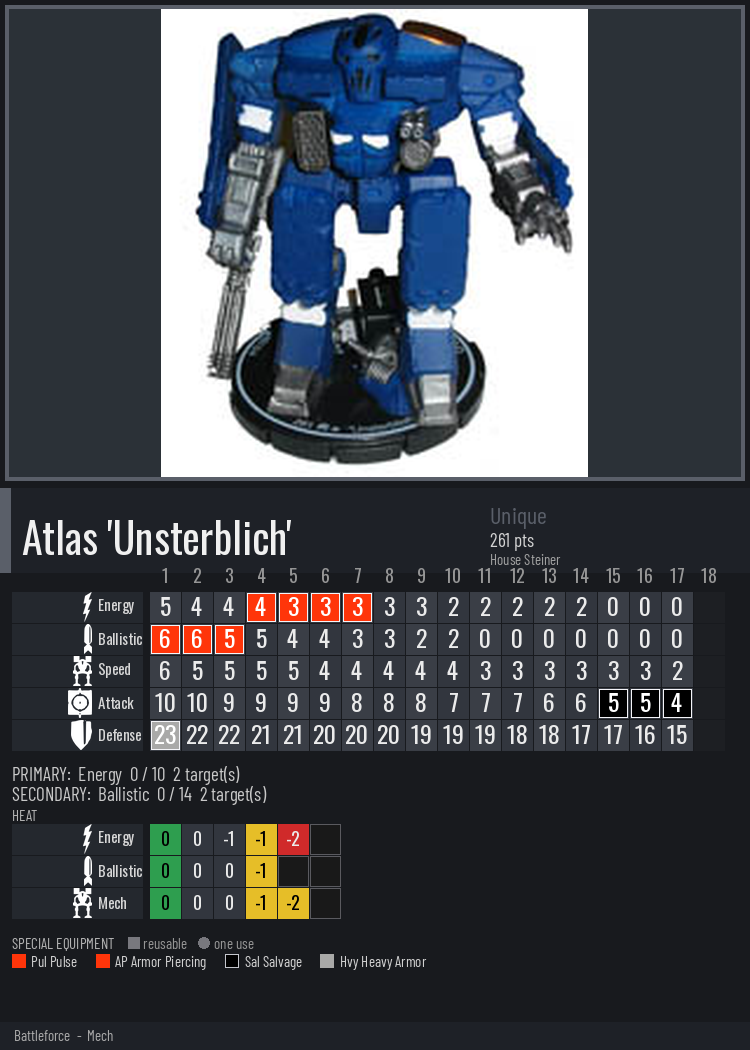 Atlas 'Unsterblich'
Unique
261 pts
House Steiner
1 2 3 4 5 6 7 8 9 10 11 12 13 14 15 16 17 18
Energy 5 4 4 4 3 3 3 3 3 2 2 2 2 2 0 0 0
Ballistic 6 6 5 5 4 4 3 3 2 2 0 0 0 0 0 0 0
Speed 6 5 5 5 5 4 4 4 4 4 3 3 3 3 3 3 2
Attack 10 10 9 9 9 9 8 8 8 7 7 7 6 6 5 5 4
Defense 23 22 22 21 21 20 20 20 19 19 19 18 18 17 17 16 15
PRIMARY: Energy 0 / 10 2 target(s)
SECONDARY: Ballistic 0 / 14 2 target(s)
HEAT
Energy 0 0 -1 -1 -2
Ballistic 0 0 0 -1
Mech 0 0 0 -1 -2
SPECIAL EQUIPMENT reusable one use
Pul Pulse AP Armor Piercing Sal Salvage Hvy Heavy Armor
Battleforce - Mech